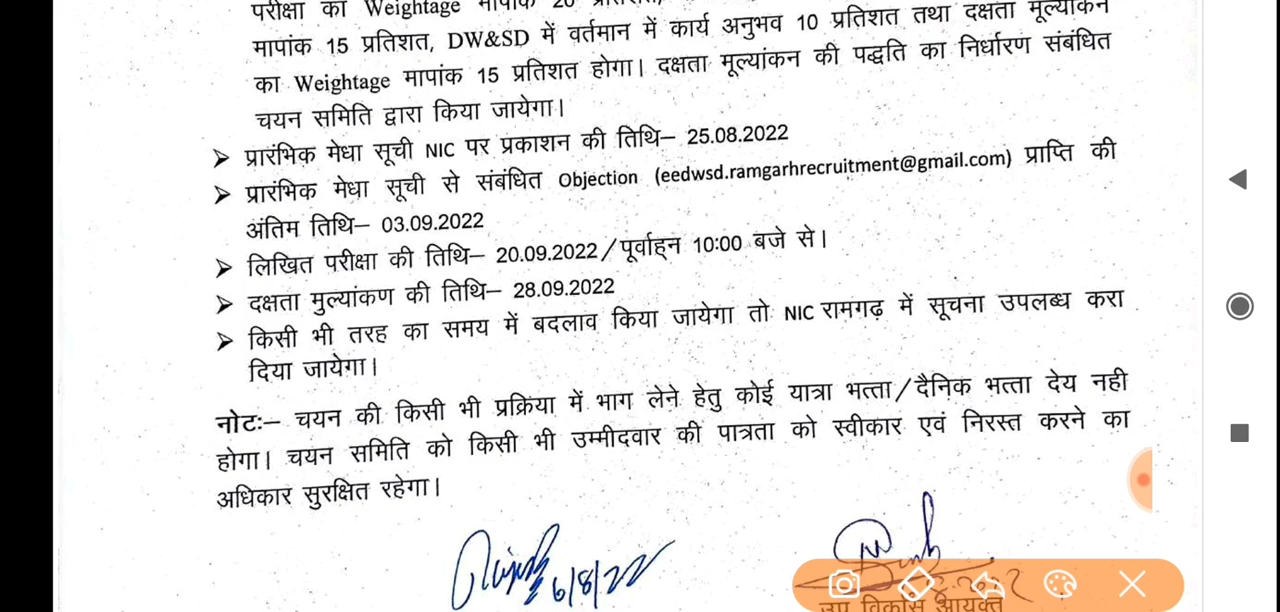 परीक्षा का Weightage मापांक 20
मापांक 15 प्रतिशत, DW&SD में वर्तमान में कार्य अनुभव 10 प्रतिशत तथा दक्षता मूल्यांकन
का Weightage मापांक 15 प्रतिशत होगा। दक्षता मूल्यांकन की पद्धति का निर्धारण संबंधित
चयन समिति द्वारा किया जायेगा।
➤ प्रारंभिक मेधा सूची NIC पर प्रकाशन की तिथि– 25.08.2022
➤ प्रारंभिक मेधा सूची से संबंधित Objection (eedwsd.ramgarhrecruitment@gmail.com) प्राप्ति की
अंतिम तिथि– 03.09.2022
➤ लिखित परीक्षा की तिथि– 20.09.2022/पूर्वाह्न 10:00 बजे से।
➤ दक्षता मुल्यांकण की तिथि– 28.09.2022
➤ किसी भी तरह का समय में बदलाव किया जायेगा तो NIC रामगढ़ में सूचना उपलब्ध करा
दिया जायेगा।
नोटः– चयन की किसी भी प्रक्रिया में भाग लेने हेतु कोई यात्रा भत्ता/दैनिक भत्ता देय नही
होगा। चयन समिति को किसी भी उम्मीदवार की पात्रता को स्वीकार एवं निरस्त करने का
अधिकार सुरक्षित रहेगा।
6/8/22
उप विकास आयुक्त